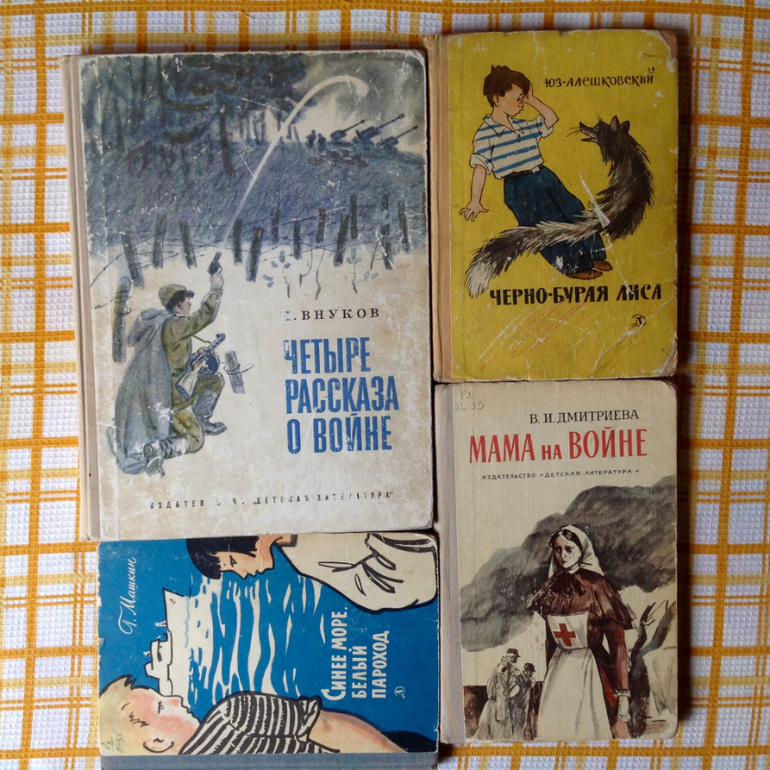 ВНУКОВ
ЧЕТЫРЕ
РАССКАЗА
О ВОЙНЕ
"ДЕТСКАЯ ЛИТЕРАТУРА"
ЮЗ-АЛЕШКОВСКИЙ
ЧЕРНО-БУРАЯ ЛИСА
В. И. ДМИТРИЕВА
МАМА НА ВОЙНЕ
ИЗДАТЕЛЬСТВО «ДЕТСКАЯ ЛИТЕРАТУРА»
Г. Машкин
СИНЕЕ МОРЕ,
БЕЛЫЙ
ПАРОХОД